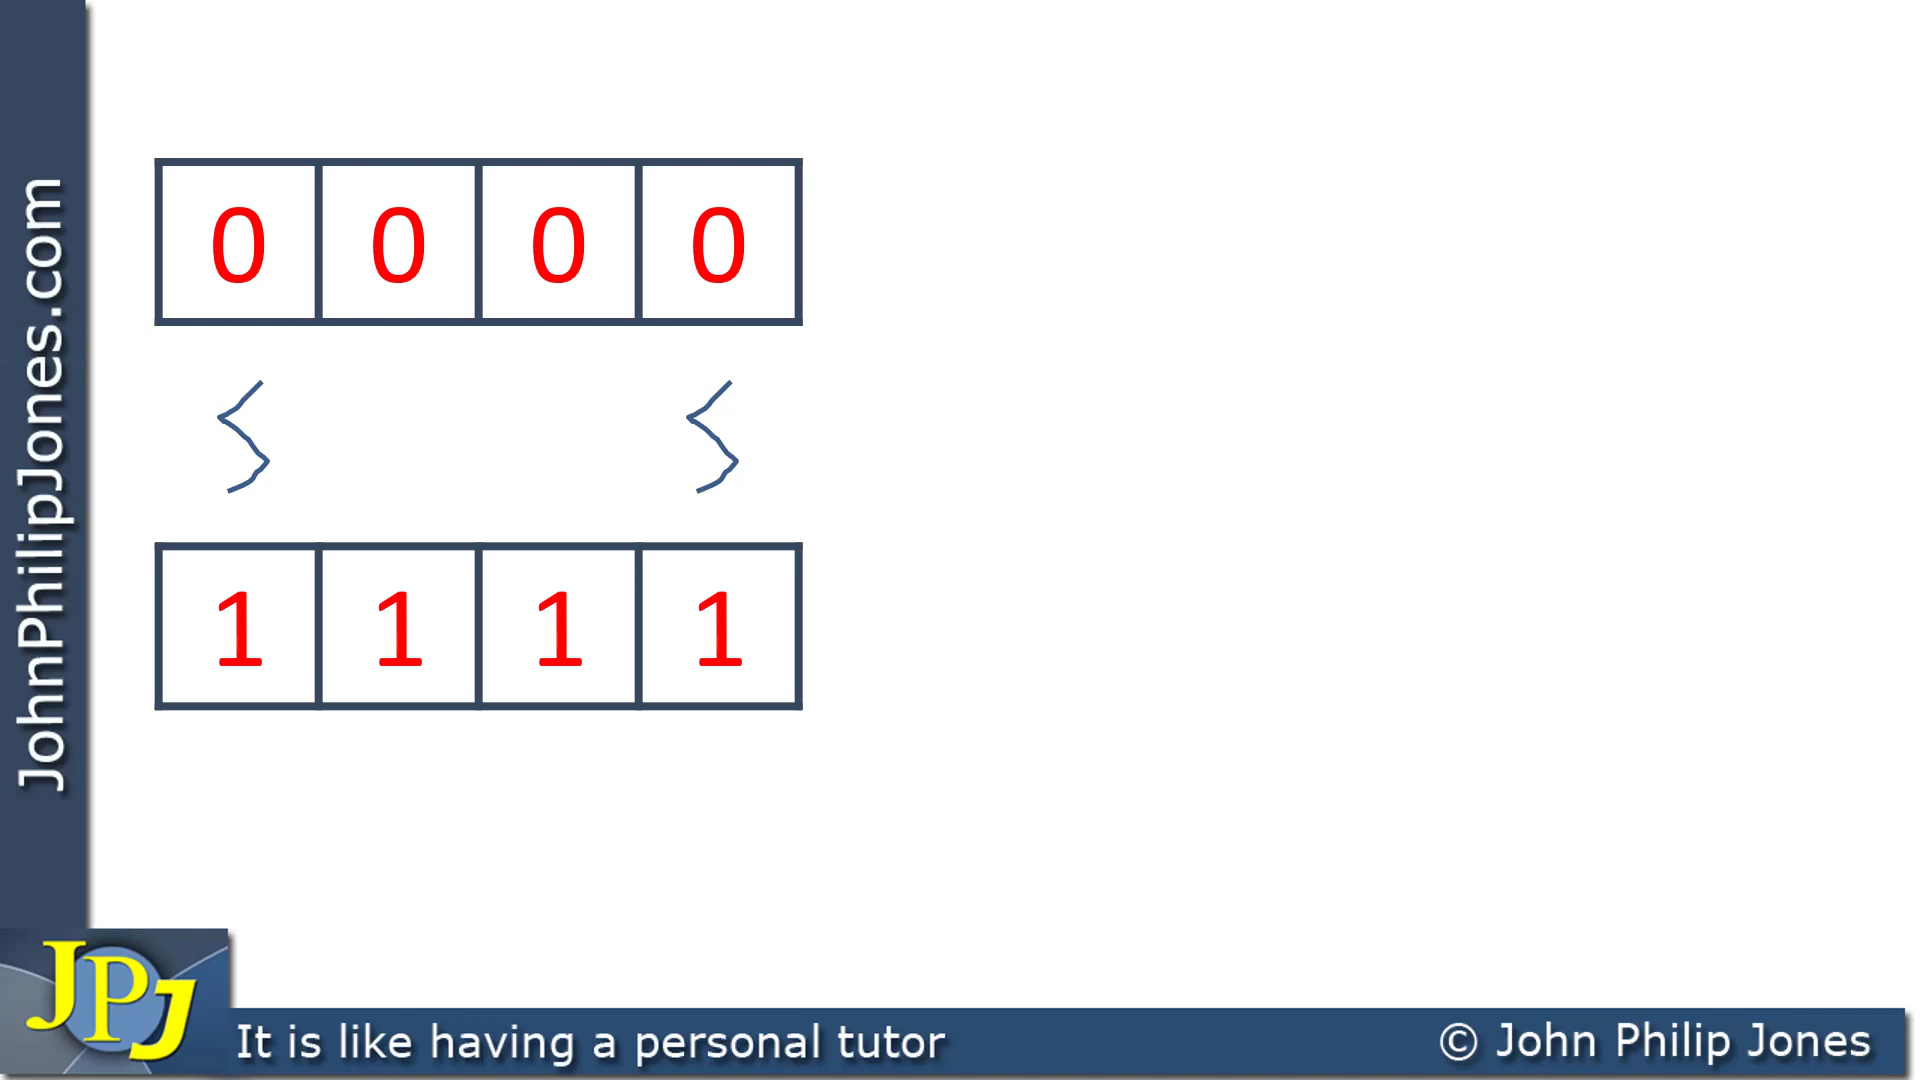 JohnPhilipJones.com
0 0 0 0
1 1 1 1
JPJ
It is like having a personal tutor
© John Philip Jones